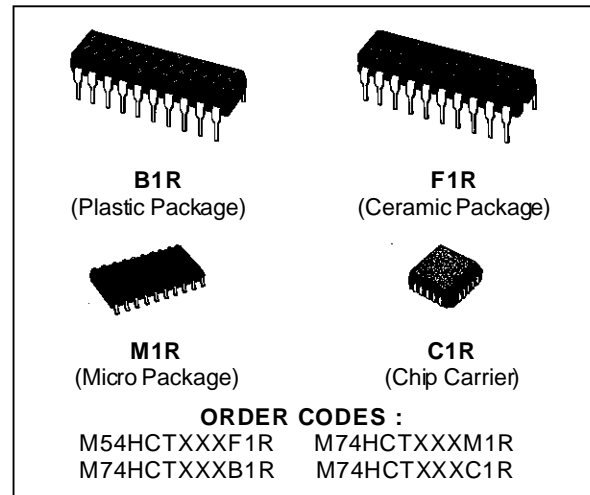 B1R
(Plastic Package)
F1R
(Ceramic Package)
M1R
(Micro Package)
C1R
(Chip Carrier)
ORDER CODES :
M54HCTXXXF1R M74HCTXXXM1R
M74HCTXXXB1R M74HCTXXXC1R